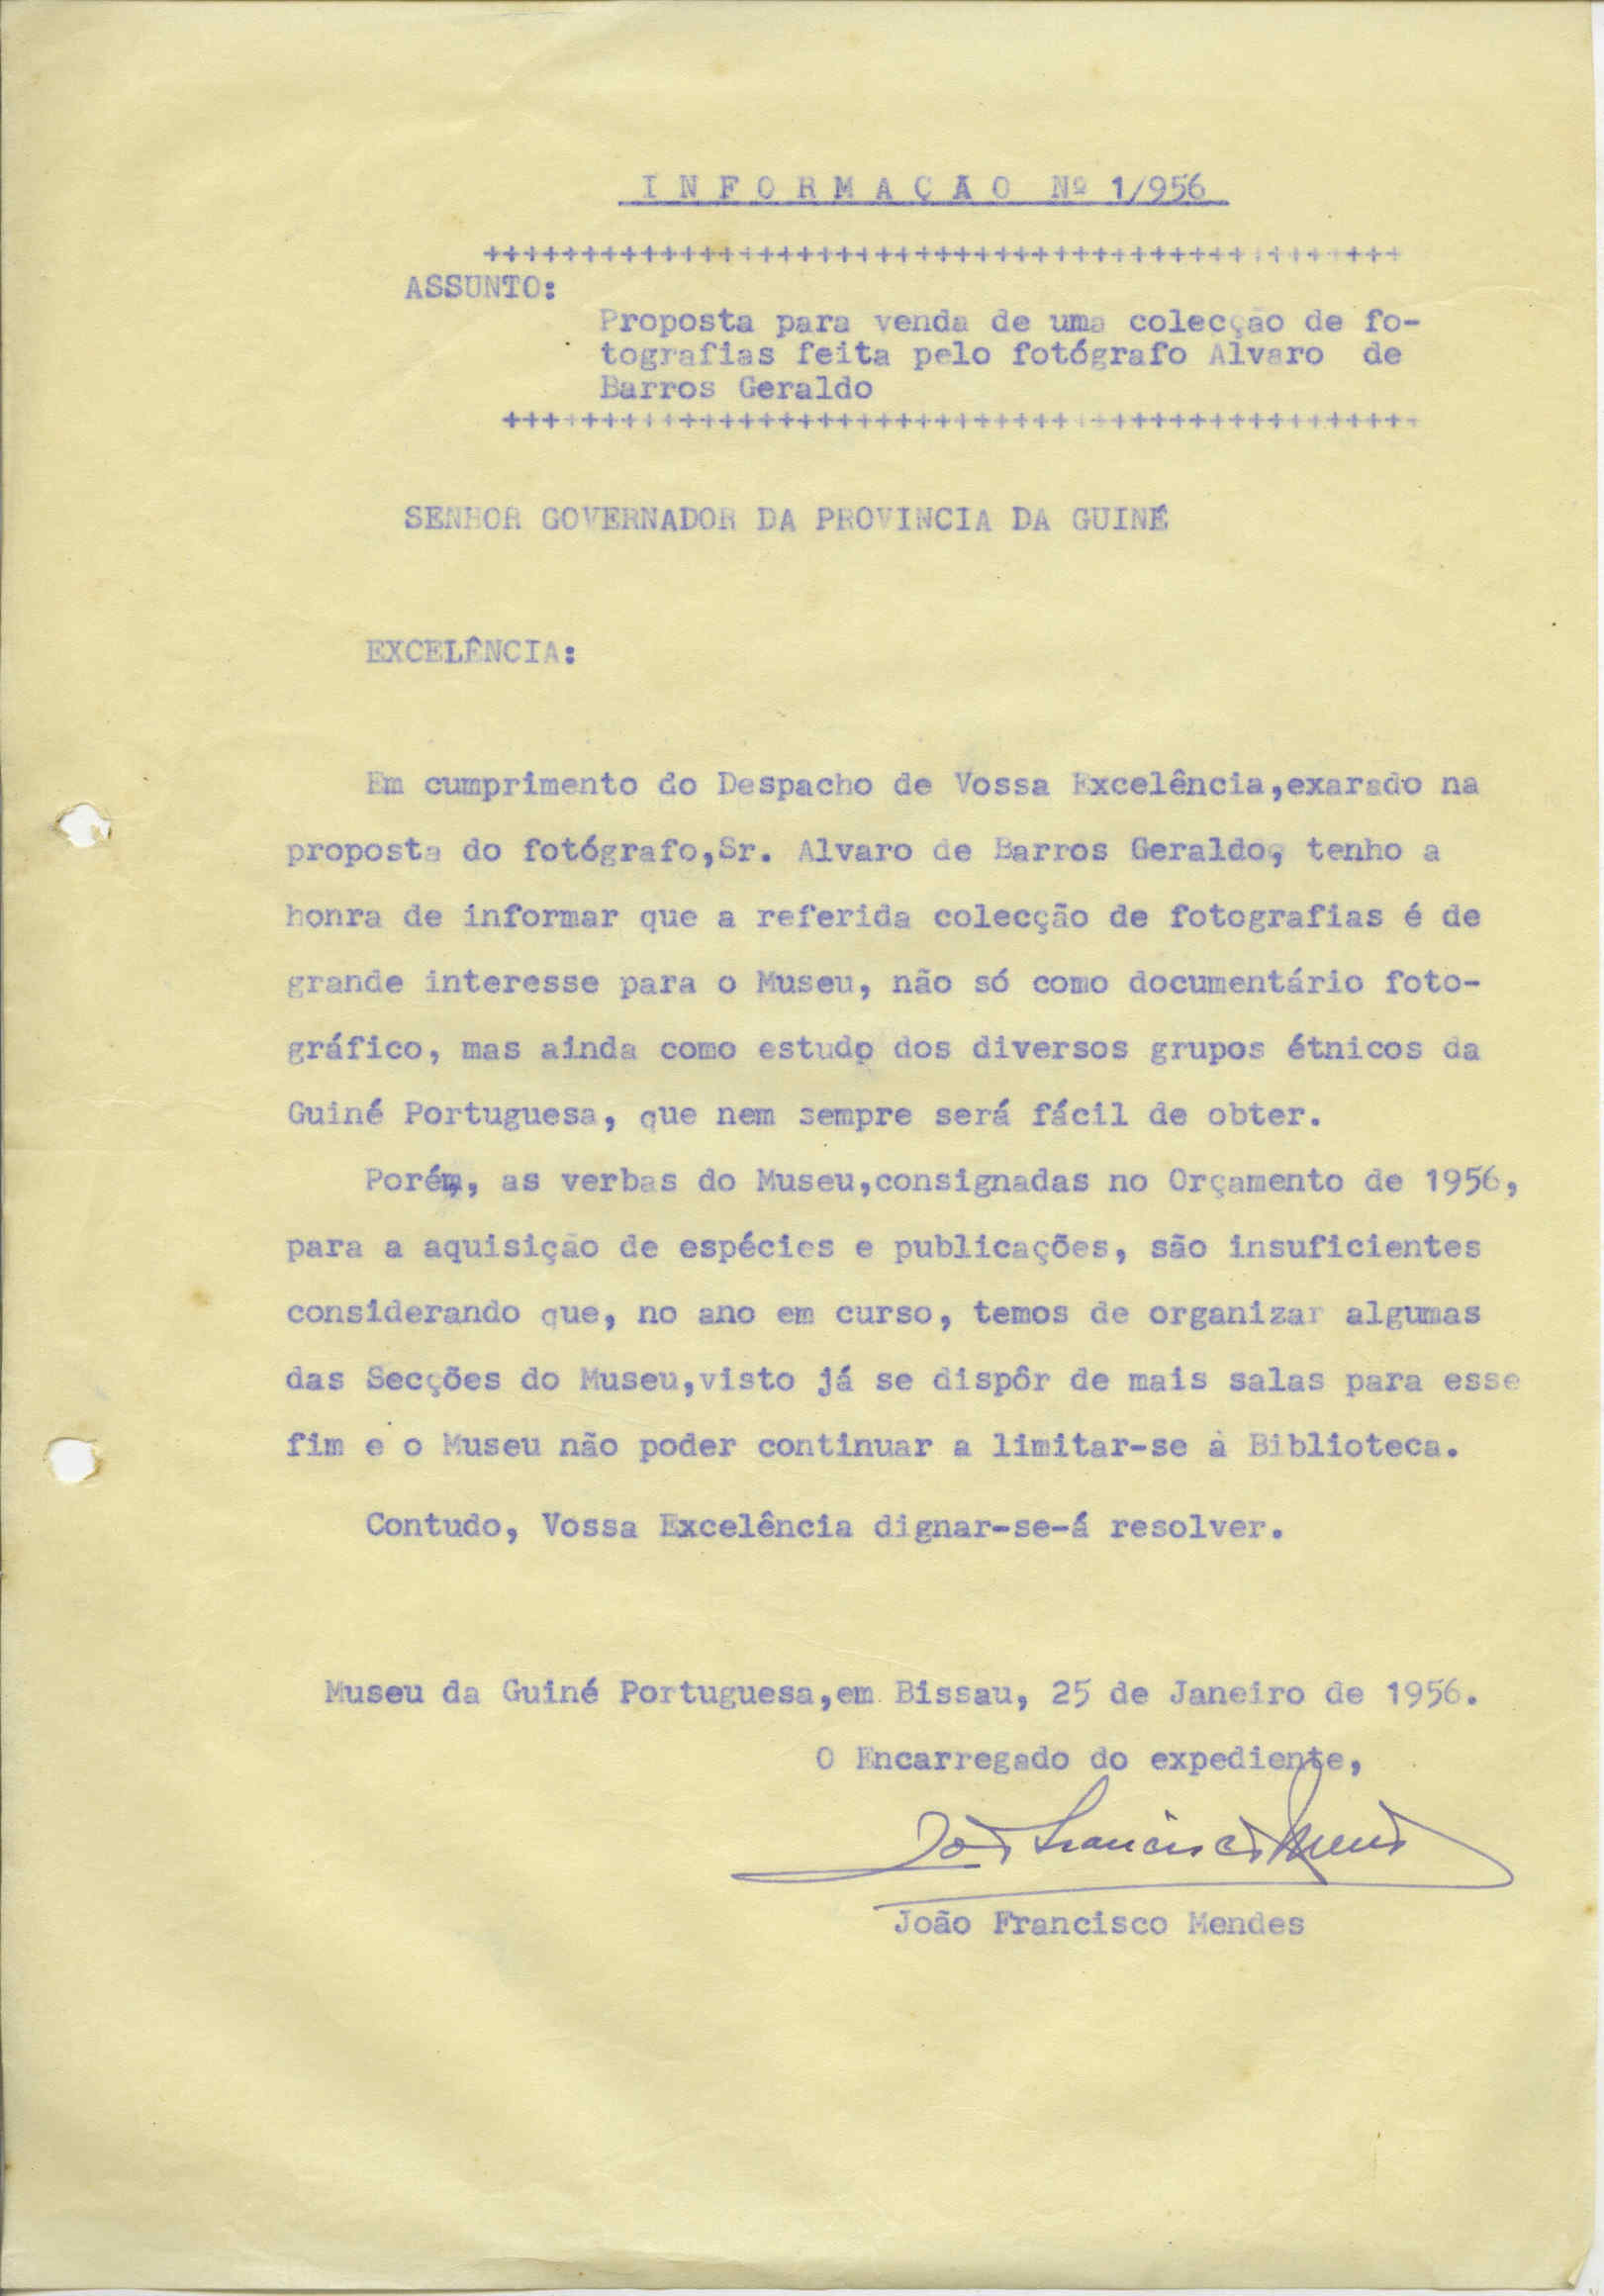 INFORMAÇÃO Nº 1/956
+++++++++++++++++++++++++++++++++++++++++++++++
ASSUNTO:
Proposta para venda de uma colecção de fo-
tografias feita pelo fotógrafo Alvaro de
Barros Geraldo
+++++++++++++++++++++++++++++++++++++++++++++++
SENHOR GOVERNADOR DA PROVINCIA DA GUINÉ
EXCELÊNCIA:
Em cumprimento do Despacho de Vossa Excelência,exarado na
proposta do fotógrafo,Sr. Alvaro de Barros Geraldo, tenho a
honra de informar que a referida colecção de fotografias é de
grande interesse para o Museu, não só como documentário foto-
gráfico, mas ainda como estudo dos diversos grupos étnicos da
Guiné Portuguesa, que nem sempre será fácil de obter.
Porém, as verbas do Museu,consignadas no Orçamento de 1956,
para a aquisição de espécies e publicações, são insuficientes
considerando que, no ano em curso, temos de organizar algumas
das Secções do Museu,visto já se dispôr de mais salas para esse
fim e o Museu não poder continuar a limitar-se à Biblioteca.
Contudo, Vossa Excelência dignar-se-á resolver.
Museu da Guiné Portuguesa,em Bissau, 25 de Janeiro de 1956.
O Encarregado do expediente,
João Francisco Mendes
João Francisco Mendes